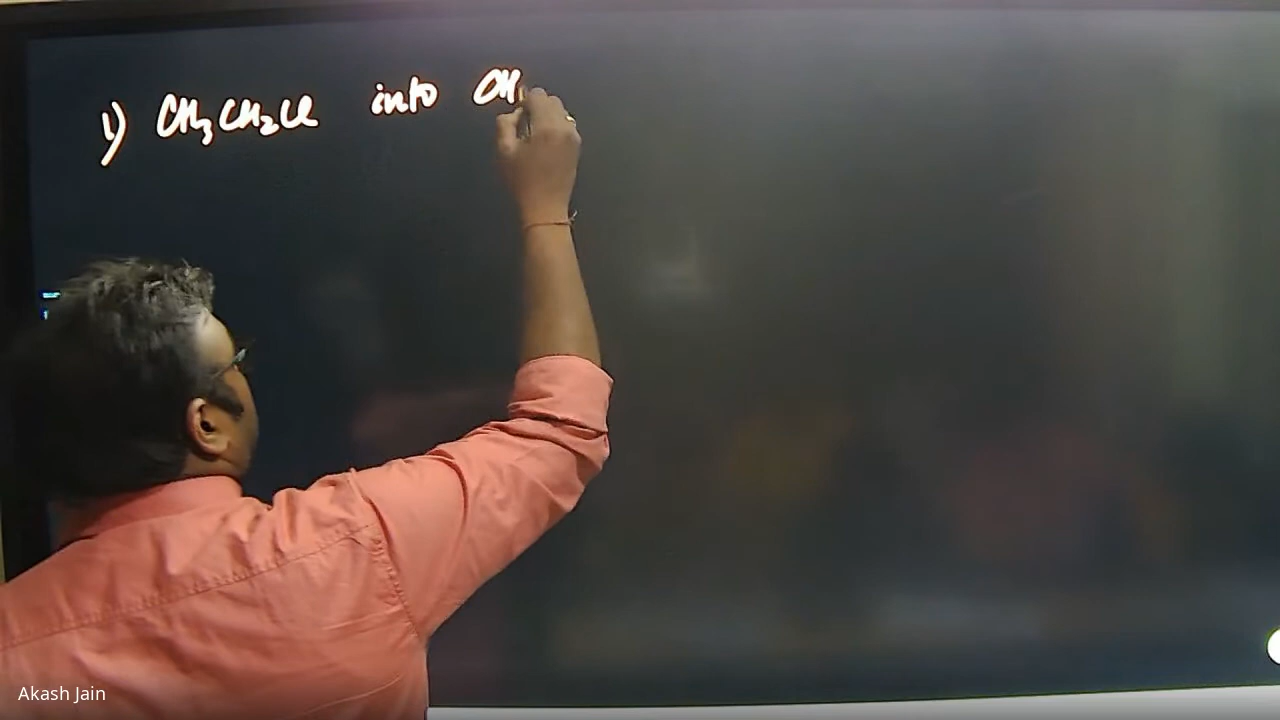 1) CH₃CH₂Cl into CH
Akash Jain